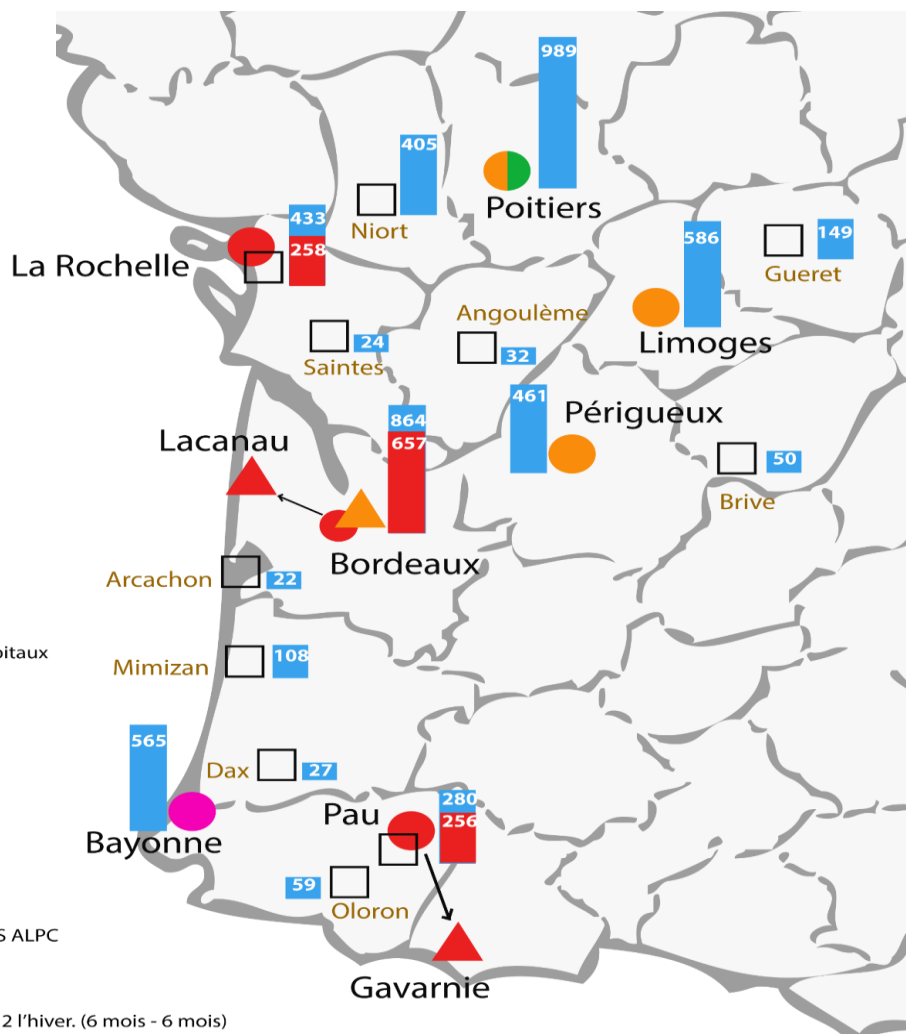 989
405
Poitiers
Niort
433
258
La Rochelle
586
149
Gueret
Angoulème
Limoges
24
Saintes
32
461
Périgueux
864
657
Lacanau
50
Brive
Bordeaux
Arcachon
22
pitaux
Mimizan
108
565
Dax
27
Pau
280
256
Bayonne
59
Oloron
S ALPC
Gavarnie
2 l'hiver. (6 mois - 6 mois)